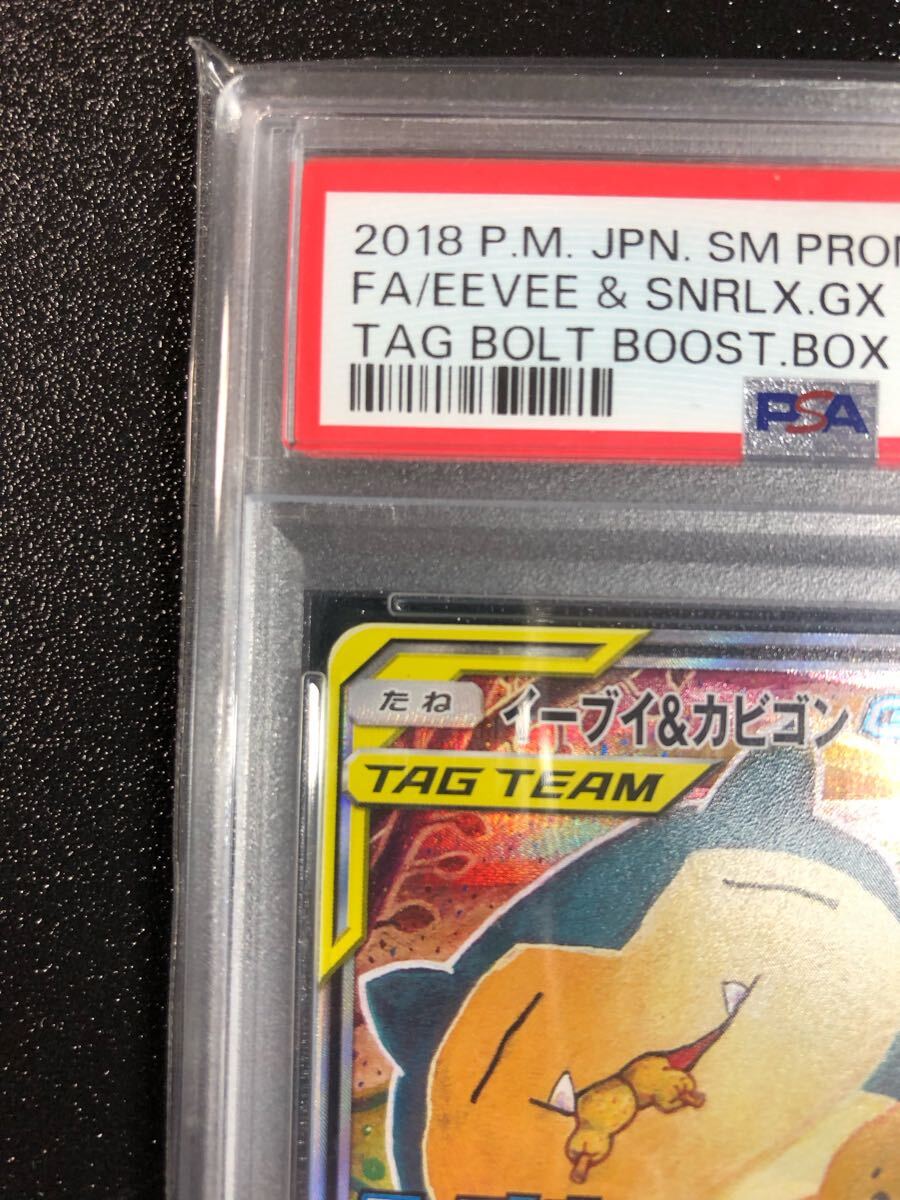 2018 P.M. JPN. SM PROM
FA/EEVEE & SNRLX.GX
TAG BOLT BOOST.BOX
PSA
たね
イーブイ&カビゴン
TAG TEAM